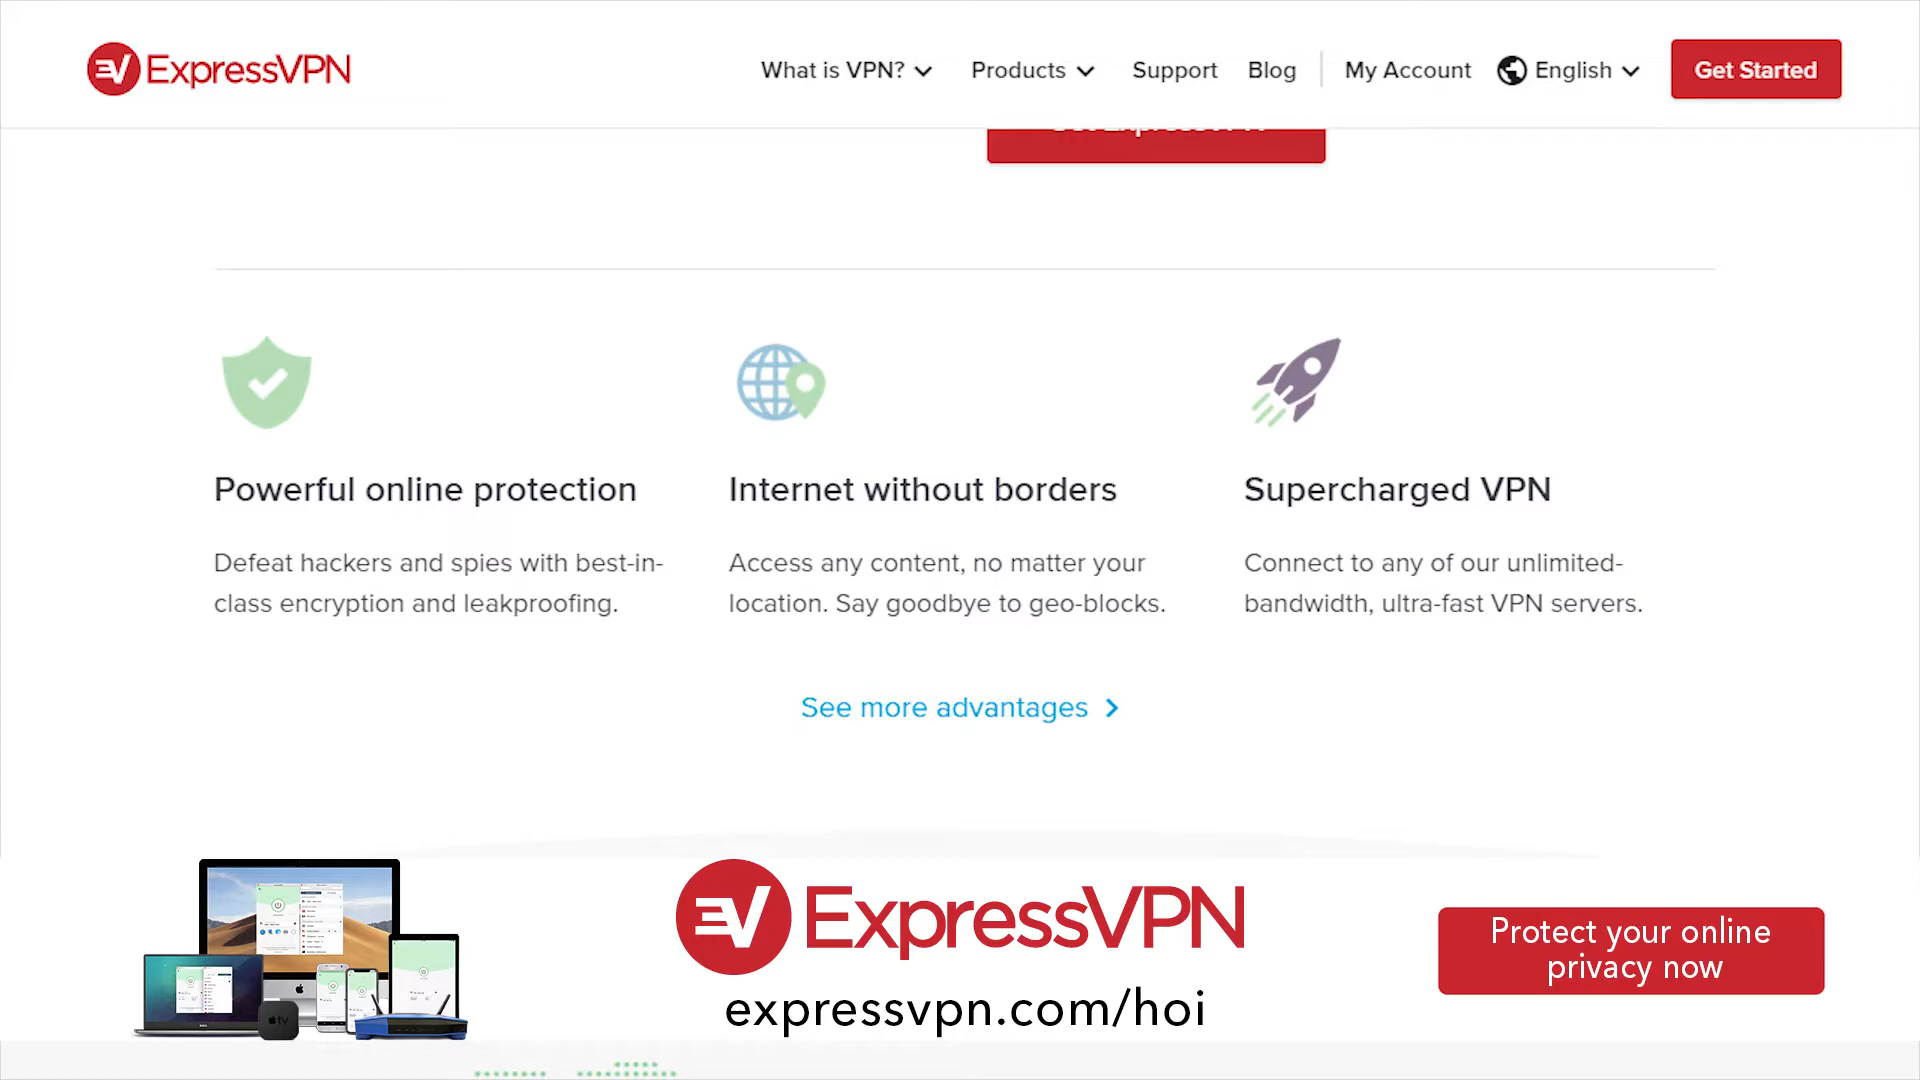 ExpressVPN
What is VPN?
Products
Support
Blog
My Account
English
Get Started
Powerful online protection
Defeat hackers and spies with best-in-
class encryption and leakproofing.
Internet without borders
Access any content, no matter your
location. Say goodbye to geo-blocks.
Supercharged VPN
Connect to any of our unlimited-
bandwidth, ultra-fast VPN servers.
See more advantages
ExpressVPN
expressvpn.com/hoi
Protect your online
privacy now